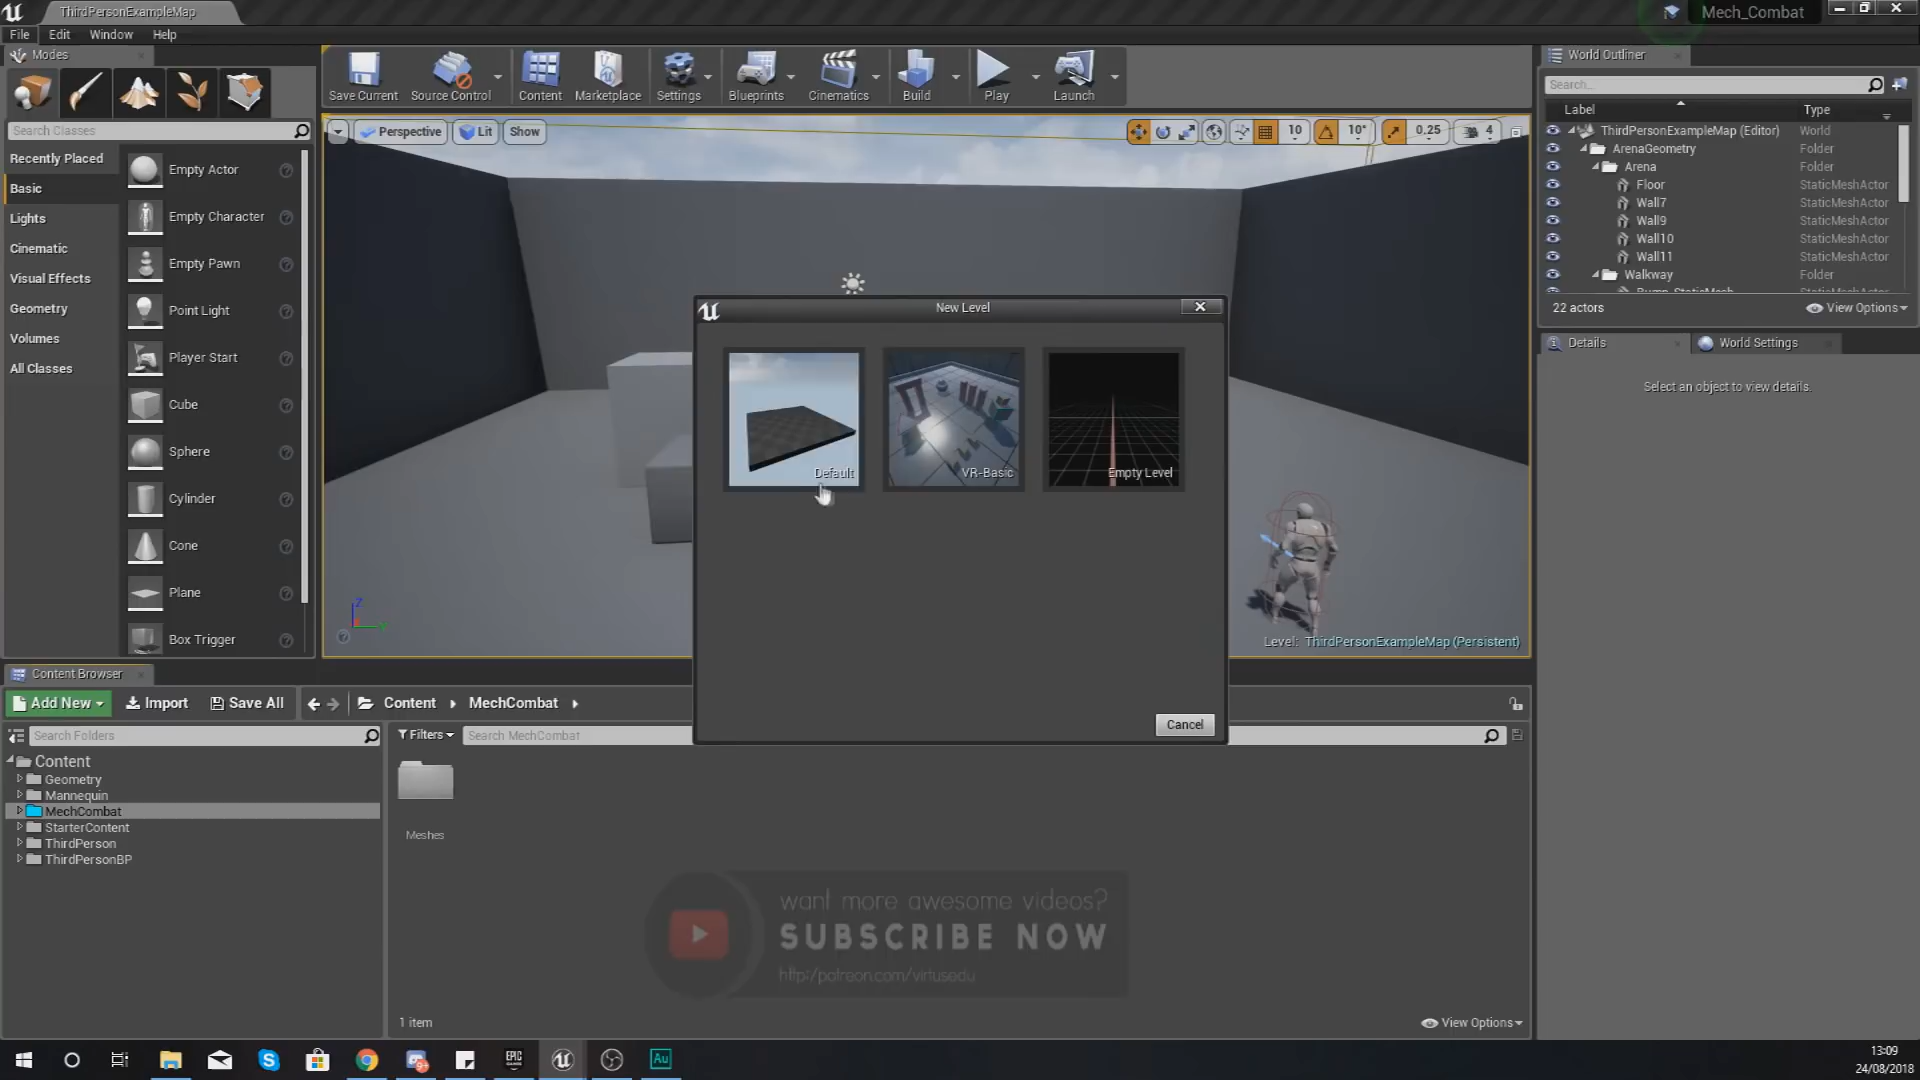 ThirdPersonExampleMap
Mech_Combat
File Edit Window Help
Modes
Save Current Source Control Content Marketplace Settings Blueprints Cinematics Build Play Launch
World Outliner
Search...
Label Type
Search Classes
Perspective Lit Show
10 10° 0.25 4
ThirdPersonExampleMap (Editor) World
ArenaGeometry Folder
Arena Folder
Floor StaticMeshActor
Wall7 StaticMeshActor
Wall9 StaticMeshActor
Wall10 StaticMeshActor
Wall11 StaticMeshActor
Walkway Folder
Bump_StaticMesh StaticMeshActor
22 actors View Options
Details World Settings
Select an object to view details.
Recently Placed
Basic
Lights
Cinematic
Visual Effects
Geometry
Volumes
All Classes
Empty Actor
Empty Character
Empty Pawn
Point Light
Player Start
Cube
Sphere
Cylinder
Cone
Plane
Box Trigger
New Level
Default
VR-Basic
Empty Level
Cancel
Z
Level: ThirdPersonExampleMap (Persistent)
Content Browser
Add New Import Save All Content MechCombat
Search Folders
Filters Search MechCombat
Content
Geometry
Mannequin
MechCombat
StarterContent
ThirdPerson
ThirdPersonBP
Meshes
want more awesome videos?
SUBSCRIBE NOW
http://patreon.com/virtusedu
1 item View Options
EPIC GAMES
Au
13:09
24/08/2018